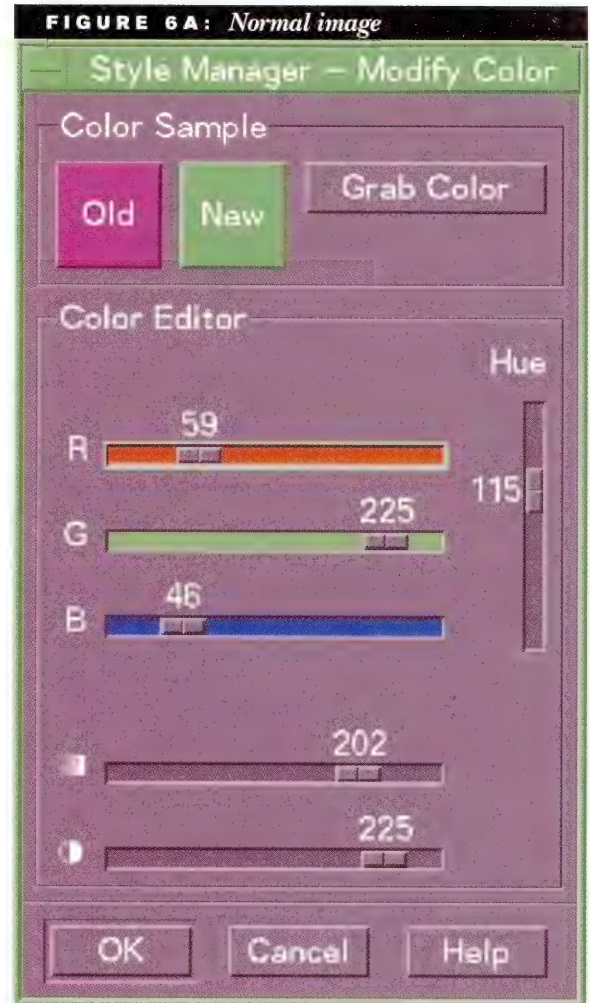 FIGURE 6A: Normal image
Style Manager – Modify Color
Color Sample
Old
New
Grab Color
Color Editor
Hue
59
R
115
225
G
46
B
202
225
OK
Cancel
Help